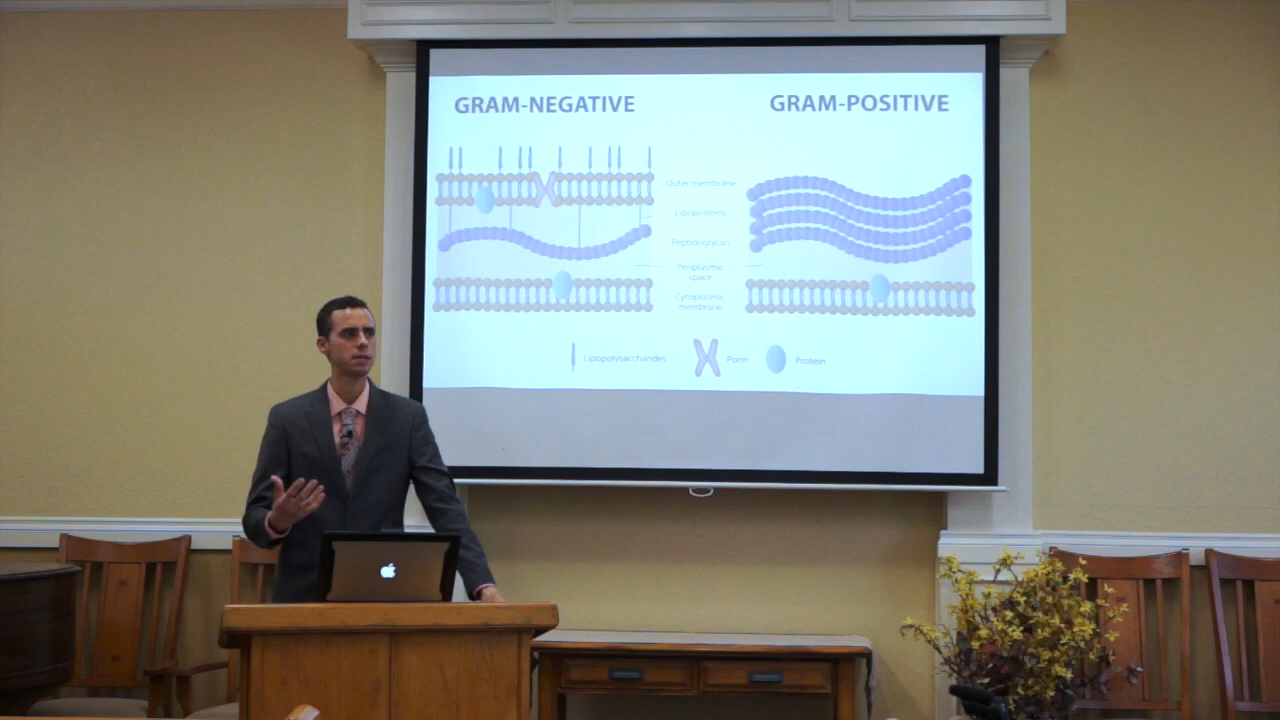 GRAM-NEGATIVE
GRAM-POSITIVE
Outer membrane
Lipoproteins
Peptidoglycan
Periplasmic
space
Cytoplasmic
membrane
Lipopolysaccharides
Porin
Protein